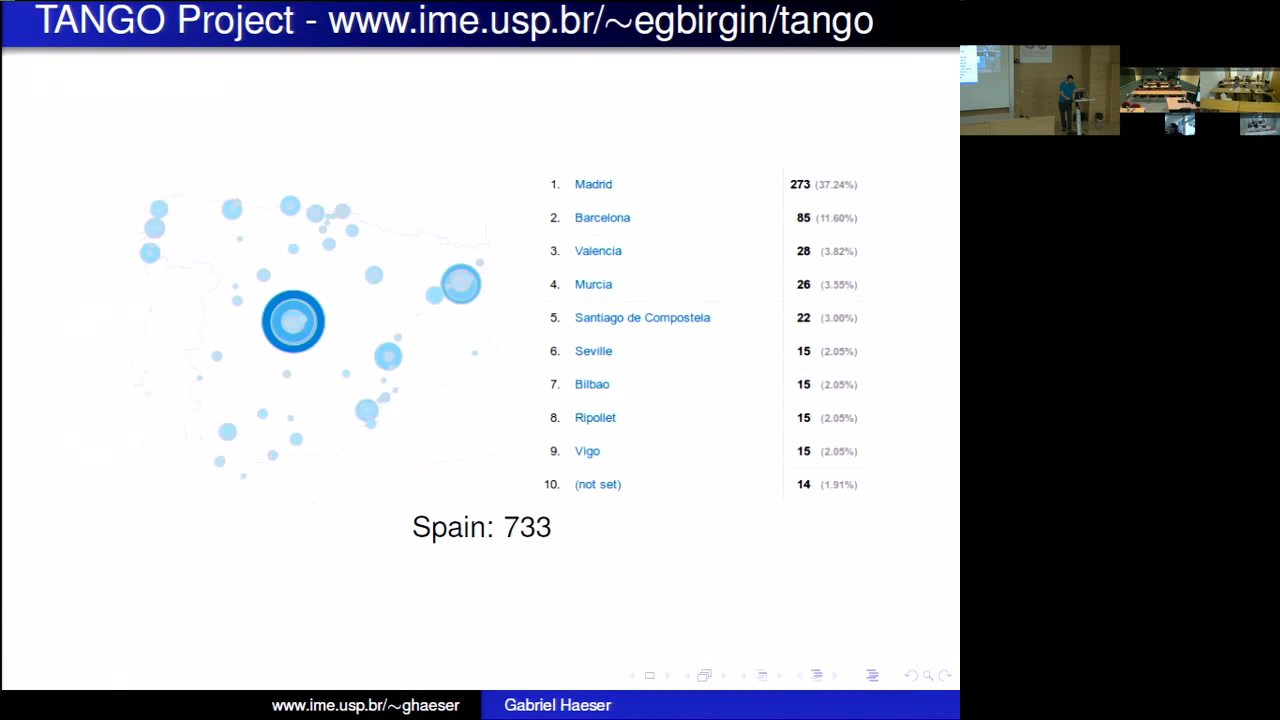 TANGO Project - www.ime.usp.br/~egbirgin/tango
1. Madrid 273 (37.24%)
2. Barcelona 85 (11.60%)
3. Valencia 28 (3.82%)
4. Murcia 26 (3.55%)
5. Santiago de Compostela 22 (3.00%)
6. Seville 15 (2.05%)
7. Bilbao 15 (2.05%)
8. Ripollet 15 (2.05%)
9. Vigo 15 (2.05%)
10. (not set) 14 (1.91%)
Spain: 733
www.ime.usp.br/~ghaeser Gabriel Haeser